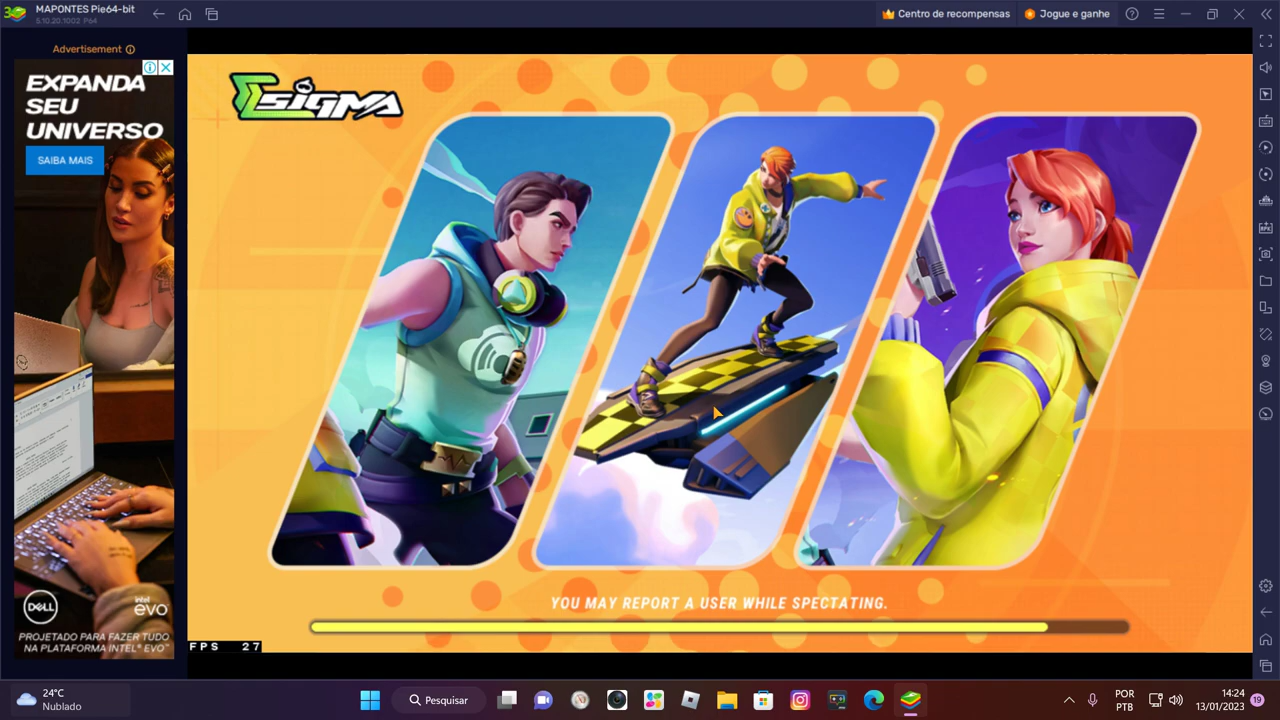 MAPONTES Pie64-bit
5.10.20.1002 P64
Centro de recompensas
Jogue e ganhe
Advertisement
EXPANDA
SEU
UNIVERSO
SAIBA MAIS
DELL
intel
evo
PROJETADO PARA FAZER TUDO
NA PLATAFORMA INTEL® EVO™
SIGMA
YOU MAY REPORT A USER WHILE SPECTATING.
FPS 27
24°C
Nublado
Pesquisar
POR
PTB
14:24
13/01/2023
19